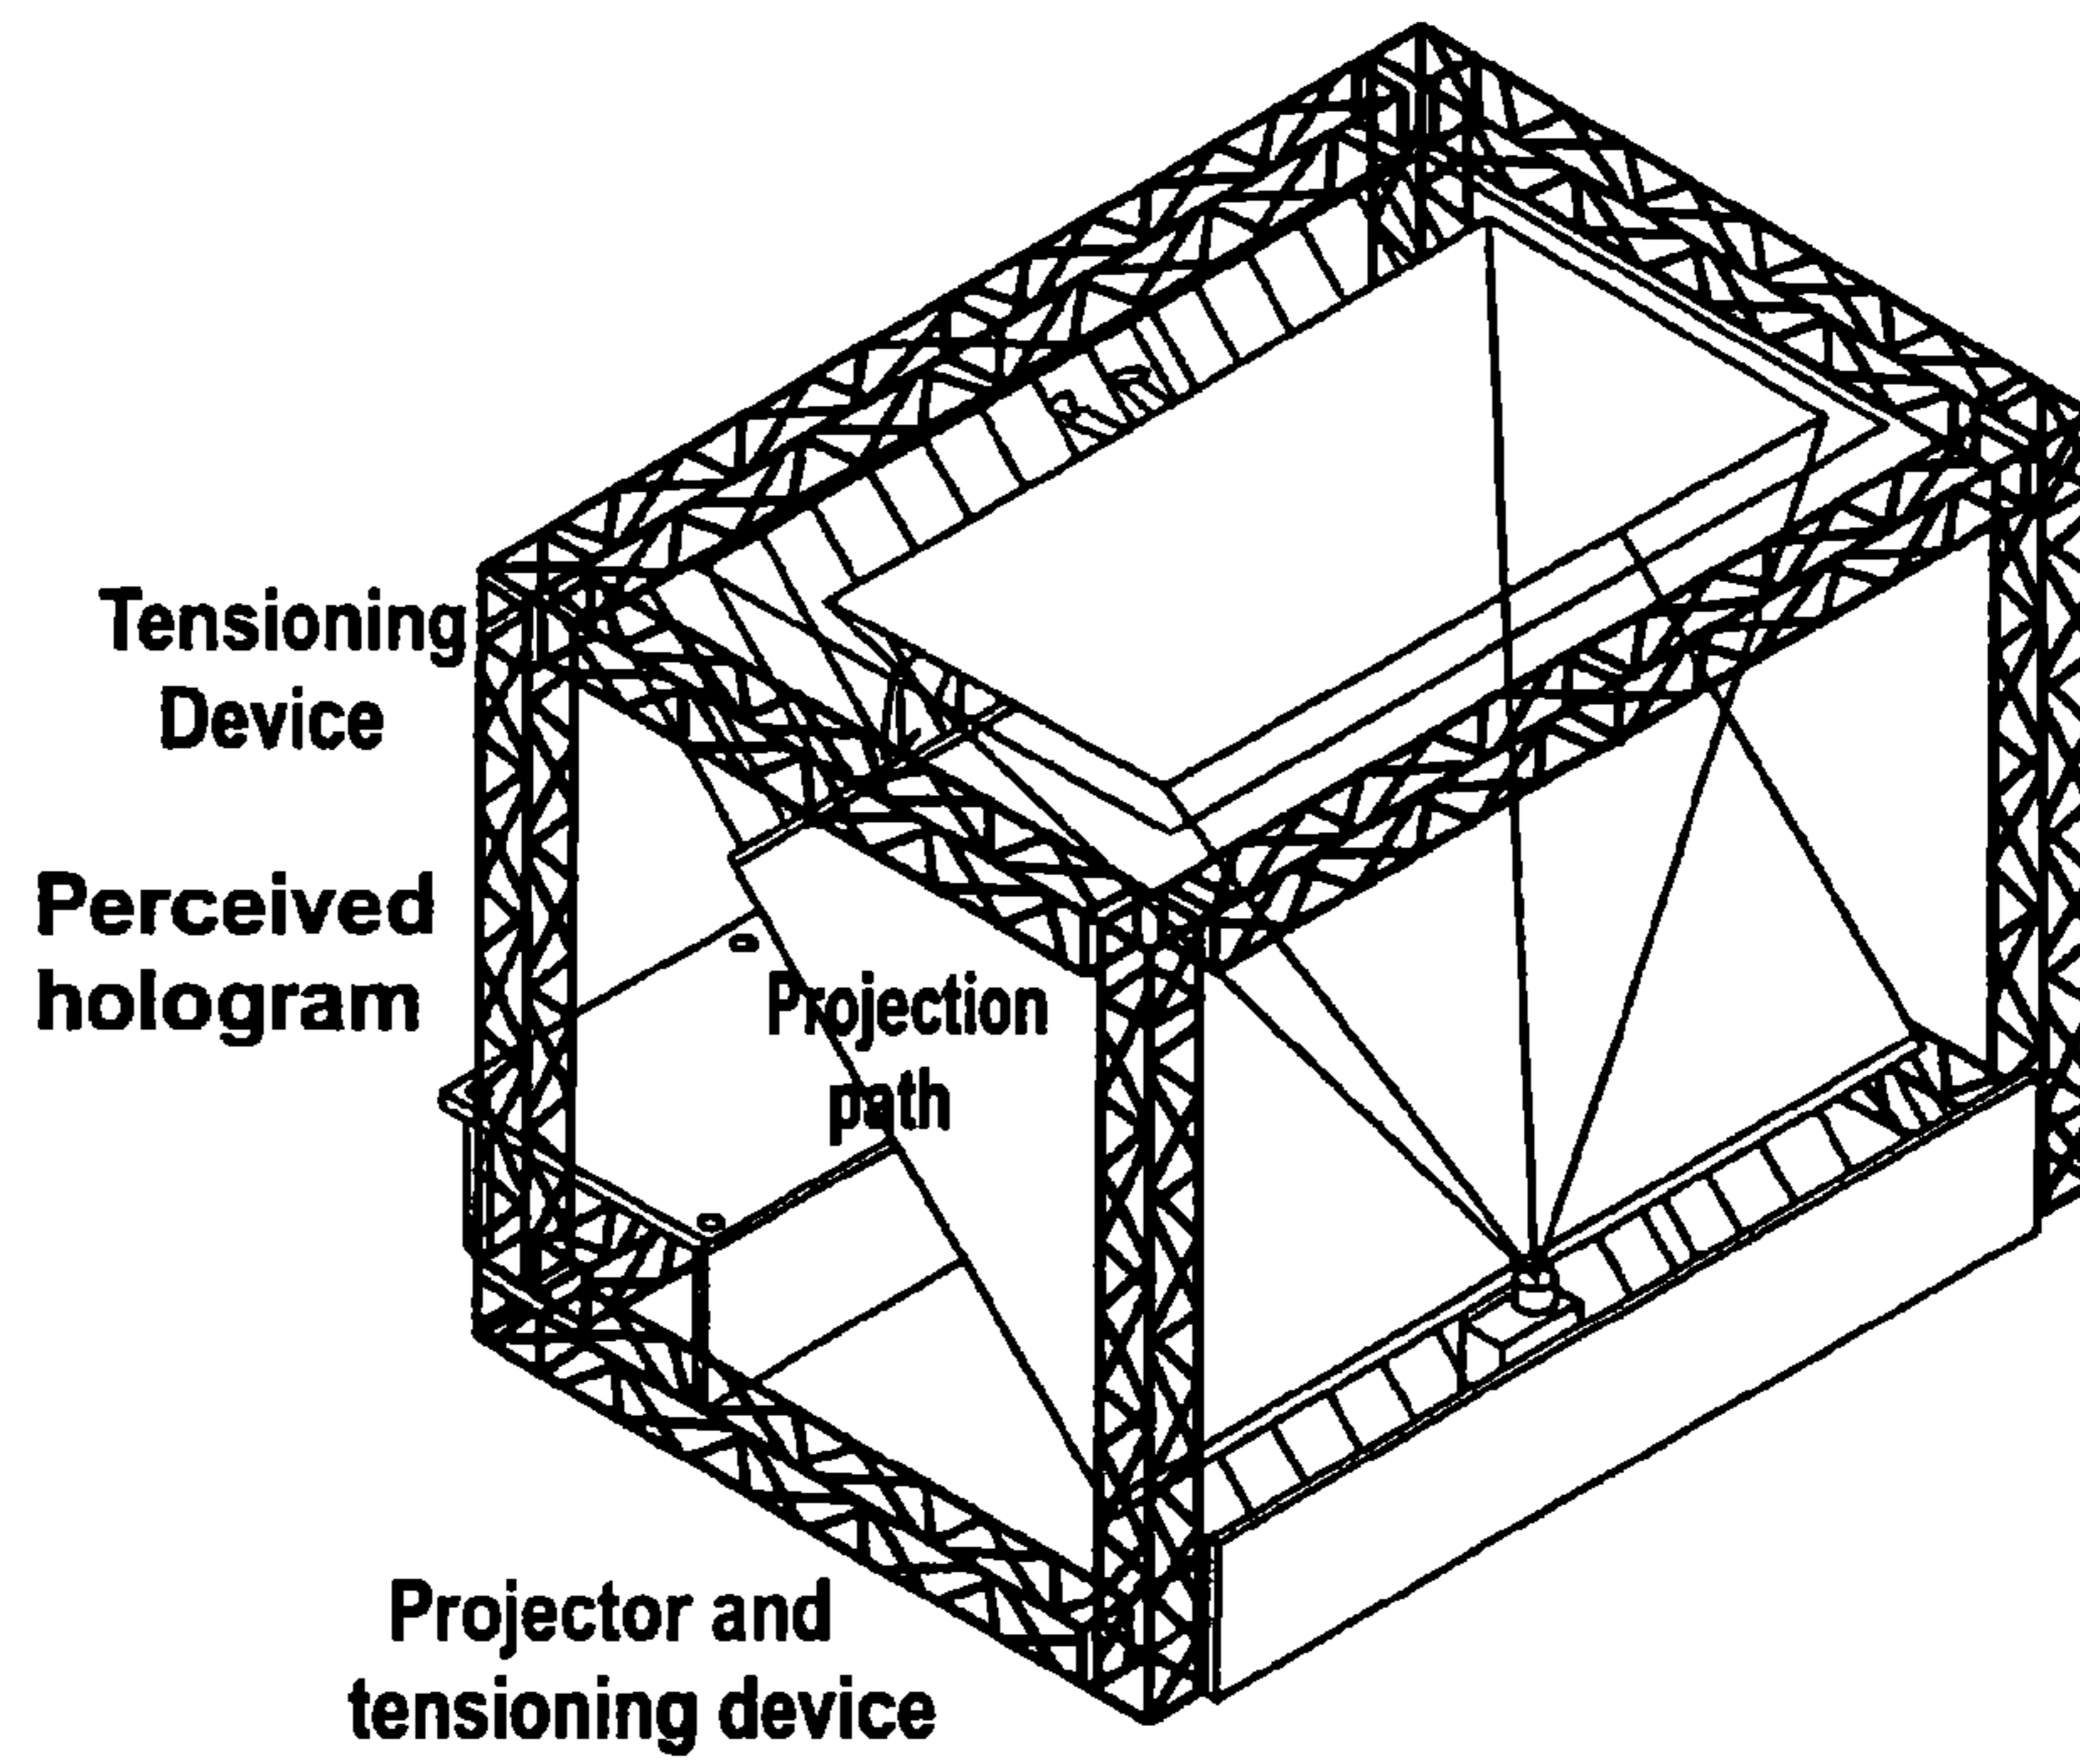 Tensioning
Device
Perceived
hologram
Projection
path
Projector and
tensioning device